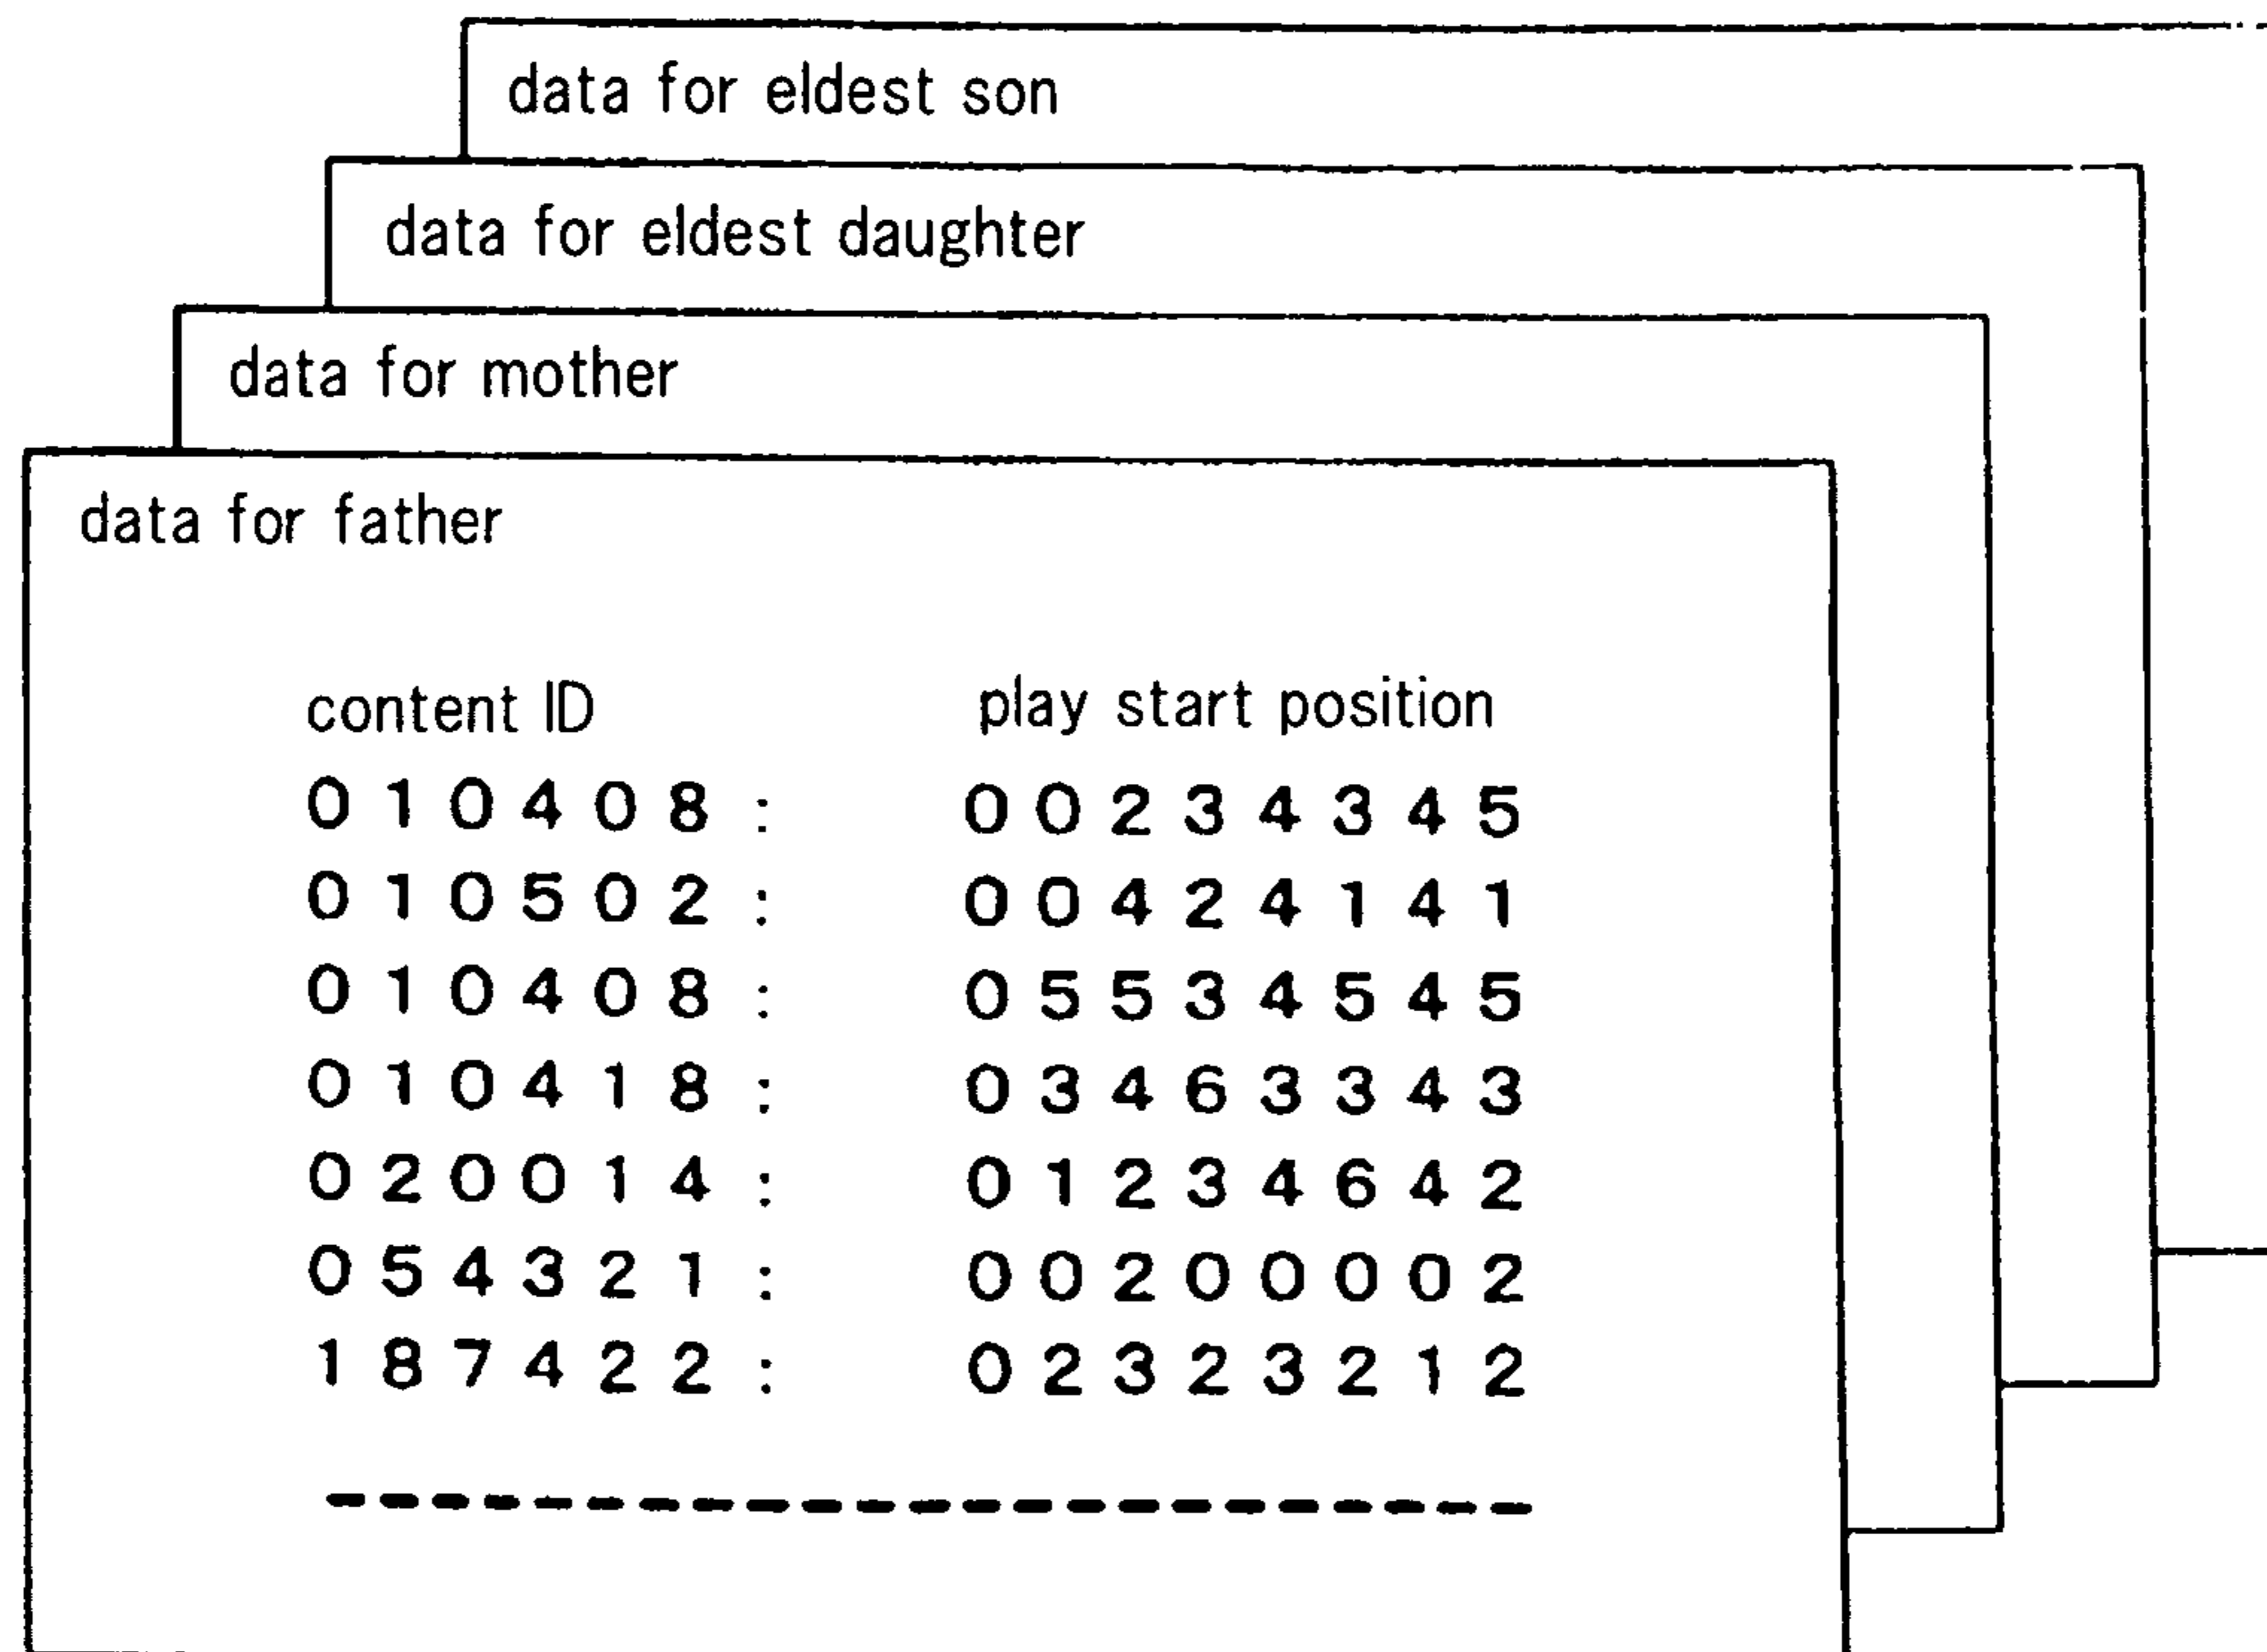 data for eldest son
data for eldest daughter
data for mother
data for father
content ID play start position
010408: 00234345
010502: 00424141
010408: 05534545
010418: 03463343
020014: 01234642
054321: 00200002
187422: 02323212